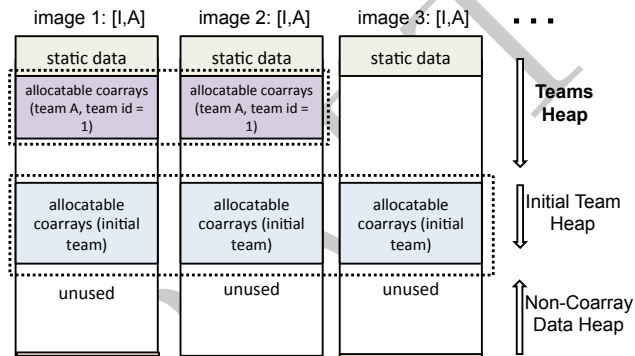 image 1: [I,A]
image 2: [I,A]
image 3: [I,A]
. . .
static data
static data
static data
allocatable coarrays
(team A, team id =
1)
allocatable coarrays
(team A, team id =
1)
Teams
Heap
allocatable
coarrays (initial
team)
allocatable
coarrays (initial
team)
allocatable
coarrays (initial
team)
Initial Team
Heap
unused
unused
unused
Non-Coarray
Data Heap